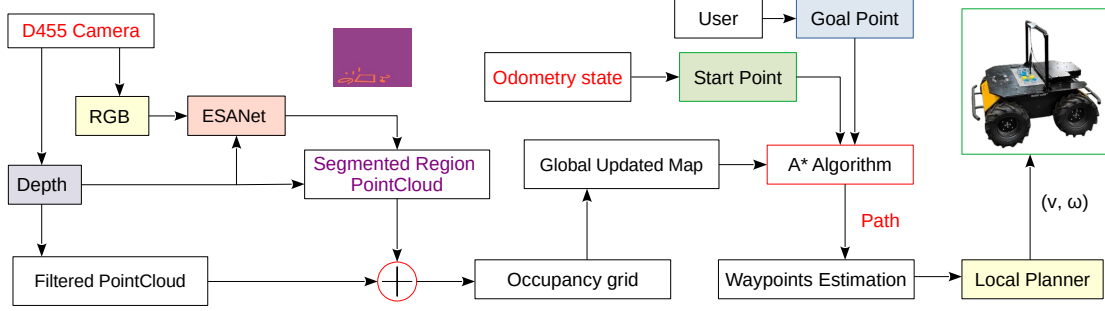 D455 Camera
User
Goal Point
Odometry state
Start Point
RGB
ESANet
Segmented Region
PointCloud
Global Updated Map
A* Algorithm
Depth
(v, ω)
Path
Filtered PointCloud
Occupancy grid
Waypoints Estimation
Local Planner